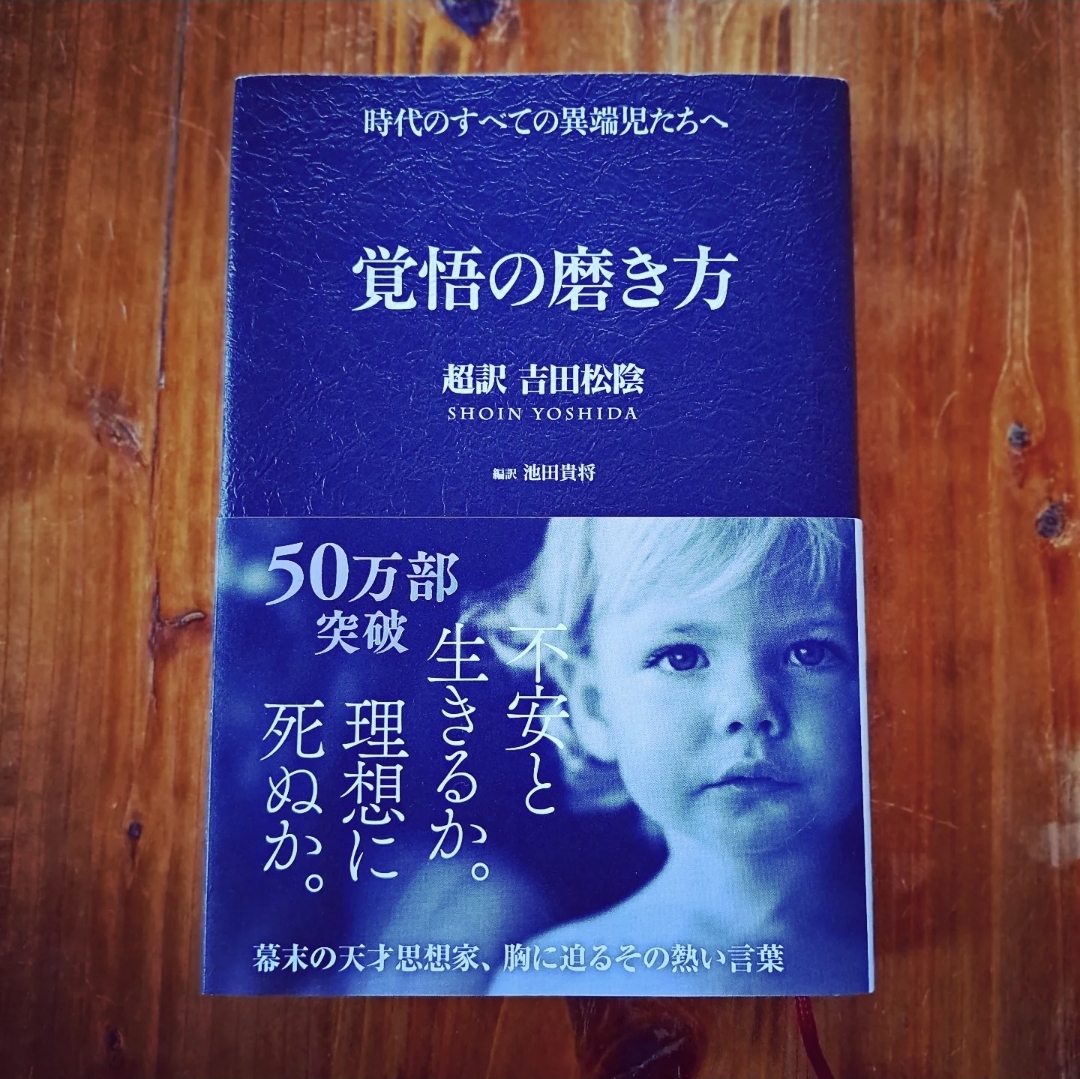 時代のすべての異端児たちへ
覚悟の磨き方
超訳 吉田松陰
SHOIN YOSHIDA
編訳 池田貴将
50万部
突破
不安と
生きるか。
理想に
死ぬか。
幕末の天才思想家、胸に迫るその熱い言葉